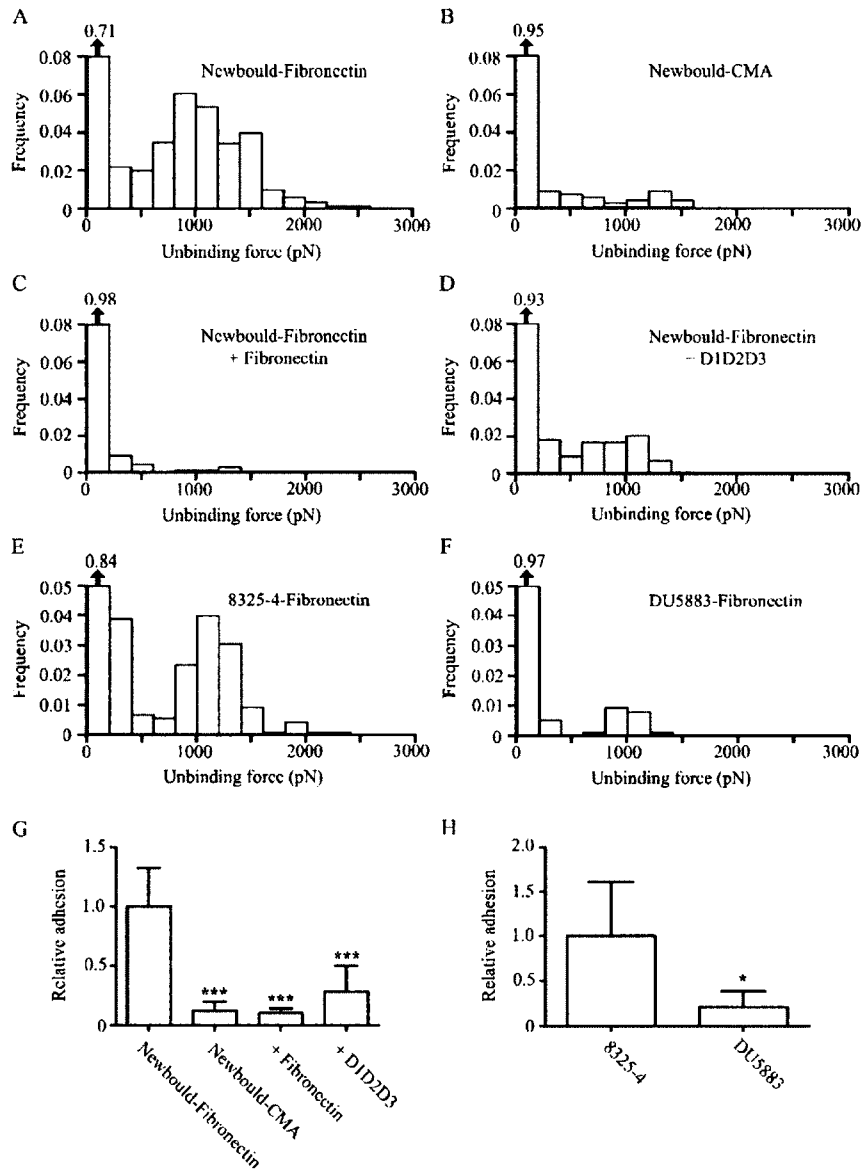 A
0.71
0.08
0.06
0.04
0.02
0
Frequency
Newbould-Fibronectin
0
1000
2000
3000
Unbinding force (pN)
B
0.95
0.08
0.06
0.04
0.02
0
Frequency
Newbould-CMA
0
1000
2000
3000
Unbinding force (pN)
C
0.98
0.08
0.06
0.04
0.02
0
Frequency
Newbould-Fibronectin
+ Fibronectin
0
1000
2000
3000
Unbinding force (pN)
D
0.93
0.08
0.06
0.04
0.02
0
Frequency
Newbould-Fibronectin
- D1D2D3
0
1000
2000
3000
Unbinding force (pN)
E
0.84
0.05
0.04
0.03
0.02
0.01
0
Frequency
8325-4-Fibronectin
0
1000
2000
3000
Unbinding force (pN)
F
0.97
0.05
0.04
0.03
0.02
0.01
0
Frequency
DU5883-Fibronectin
0
1000
2000
3000
Unbinding force (pN)
G
1.5
1.0
0.5
0
Relative adhesion
***
***
***
Newbould-Fibronectin
Newbould-CMA
+ Fibronectin
+ D1D2D3
H
2.0
1.5
1.0
0.5
0
Relative adhesion
*
8325-4
DU5883